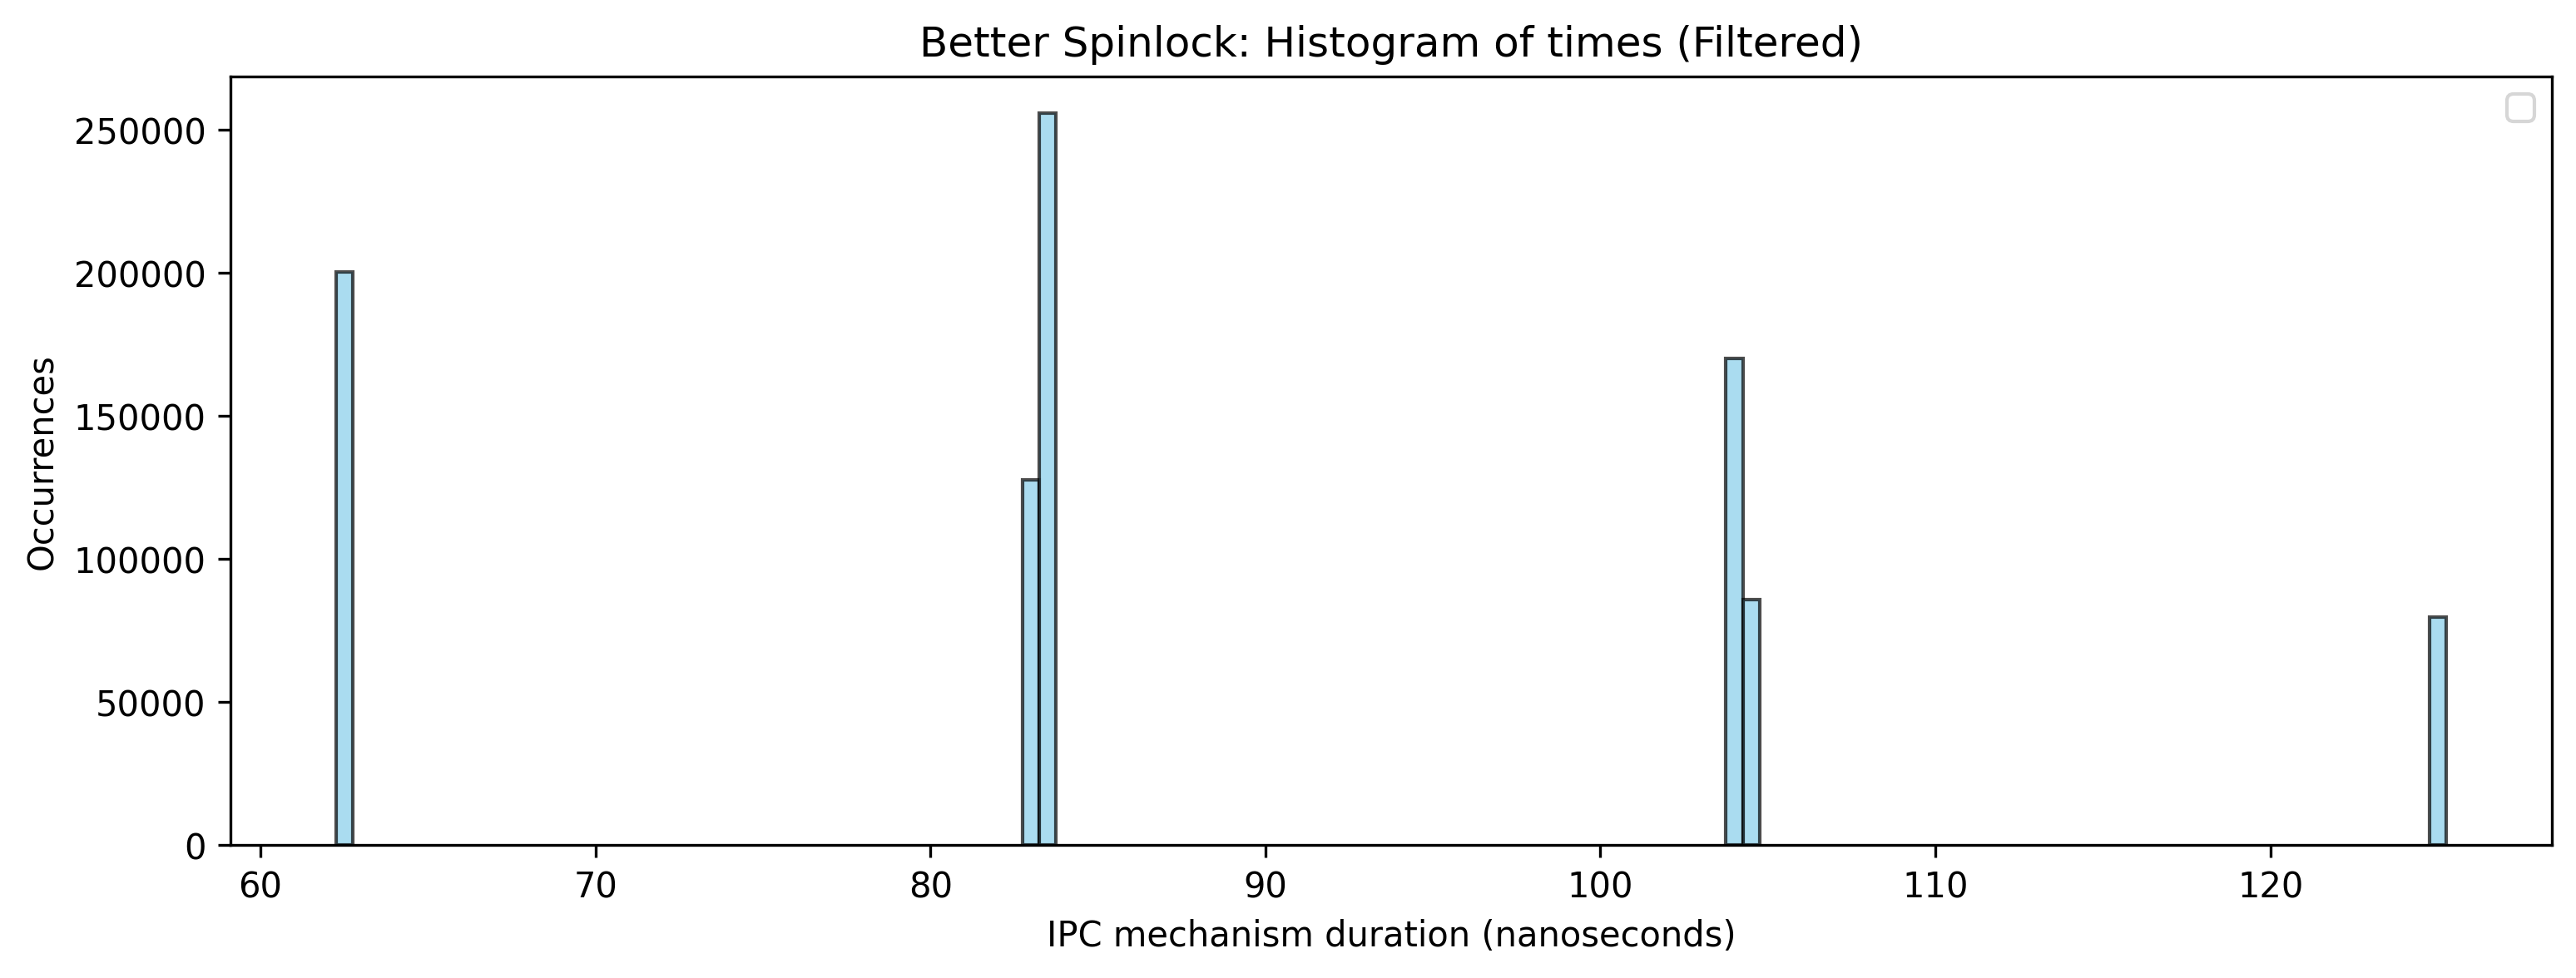 Better Spinlock: Histogram of times (Filtered)
250000
200000
150000
100000
50000
0
Occurrences
60 70 80 90 100 110 120
IPC mechanism duration (nanoseconds)